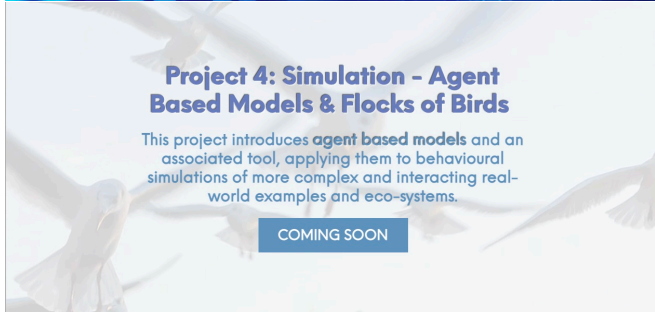 Project 4: Simulation - Agent
Based Models & Flocks of Birds
This project introduces agent based models and an
associated tool, applying them to behavioural
simulations of more complex and interacting real-
world examples and eco-systems.
COMING SOON